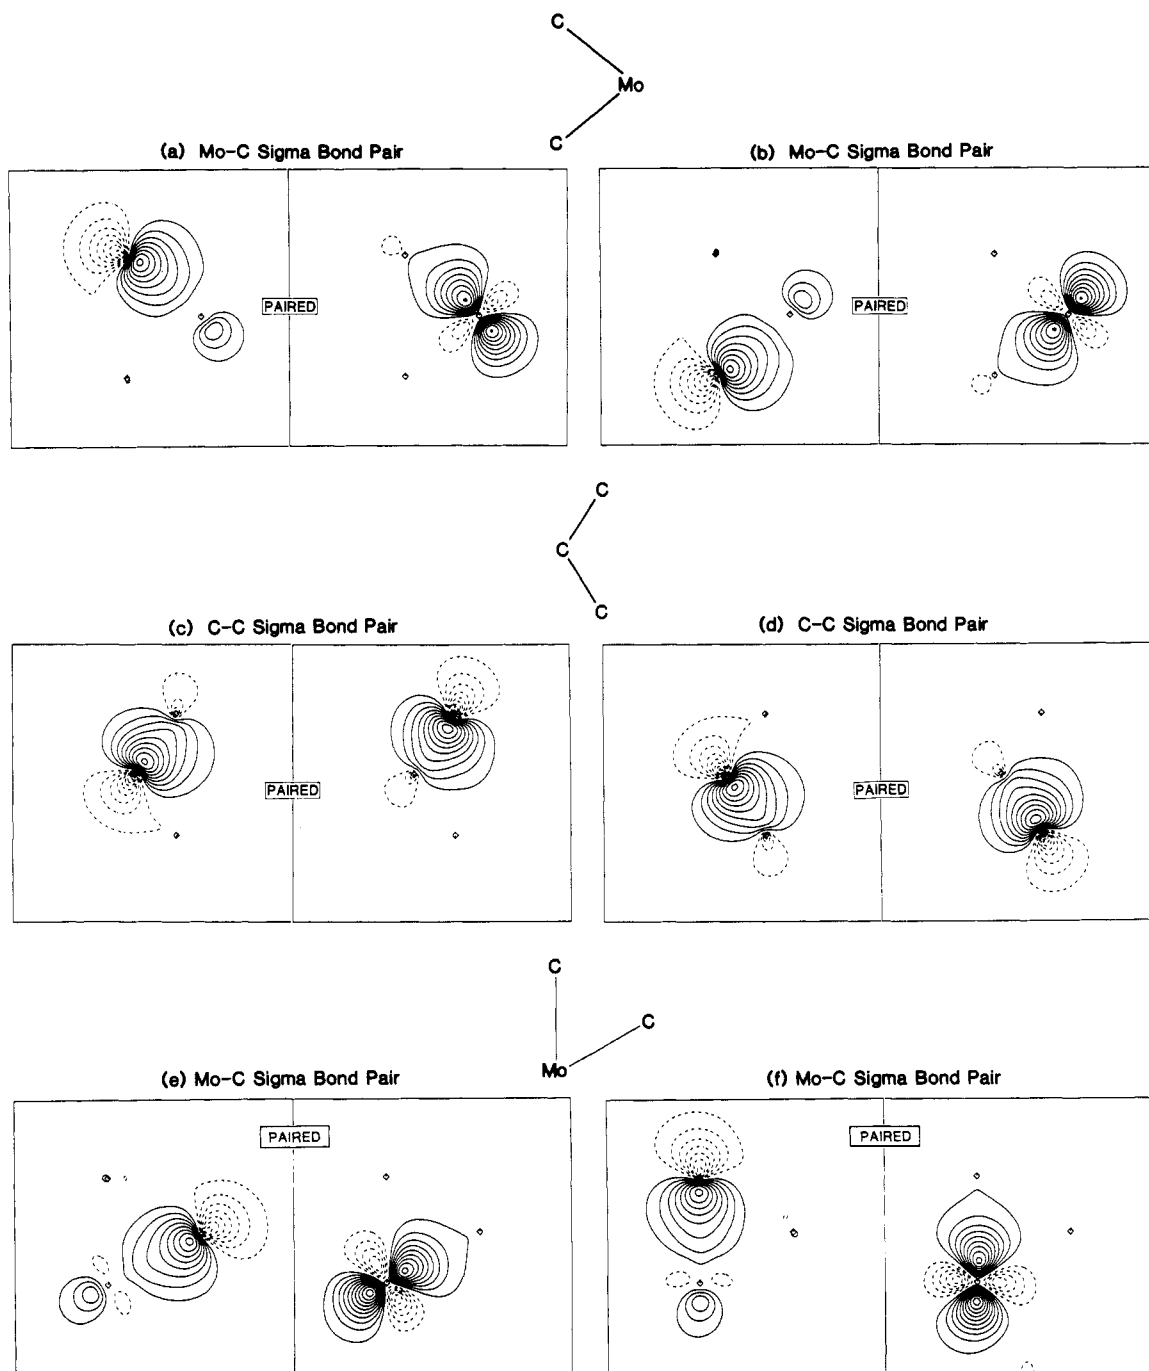 C
Mo
C
(a) Mo-C Sigma Bond Pair
(b) Mo-C Sigma Bond Pair
PAIRED
PAIRED
C
C
C
(c) C-C Sigma Bond Pair
(d) C-C Sigma Bond Pair
PAIRED
PAIRED
C
C
Mo
(e) Mo-C Sigma Bond Pair
(f) Mo-C Sigma Bond Pair
PAIRED
PAIRED